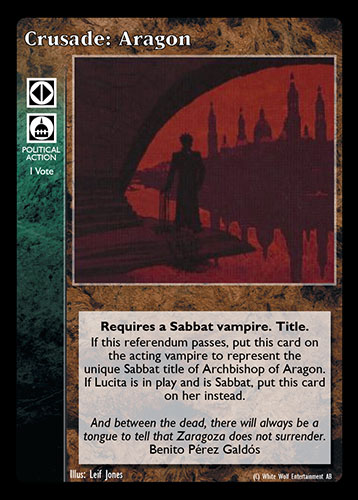 Crusade: Aragon
POLITICAL
ACTION
1 Vote
Requires a Sabbat vampire. Title.
If this referendum passes, put this card on
the acting vampire to represent the
unique Sabbat title of Archbishop of Aragon.
If Lucita is in play and is Sabbat, put this card
on her instead.
And between the dead, there will always be a
tongue to tell that Zaragoza does not surrender.
Benito Pérez Galdós
Illus: Leif Jones
(C) White Wolf Entertainment AB